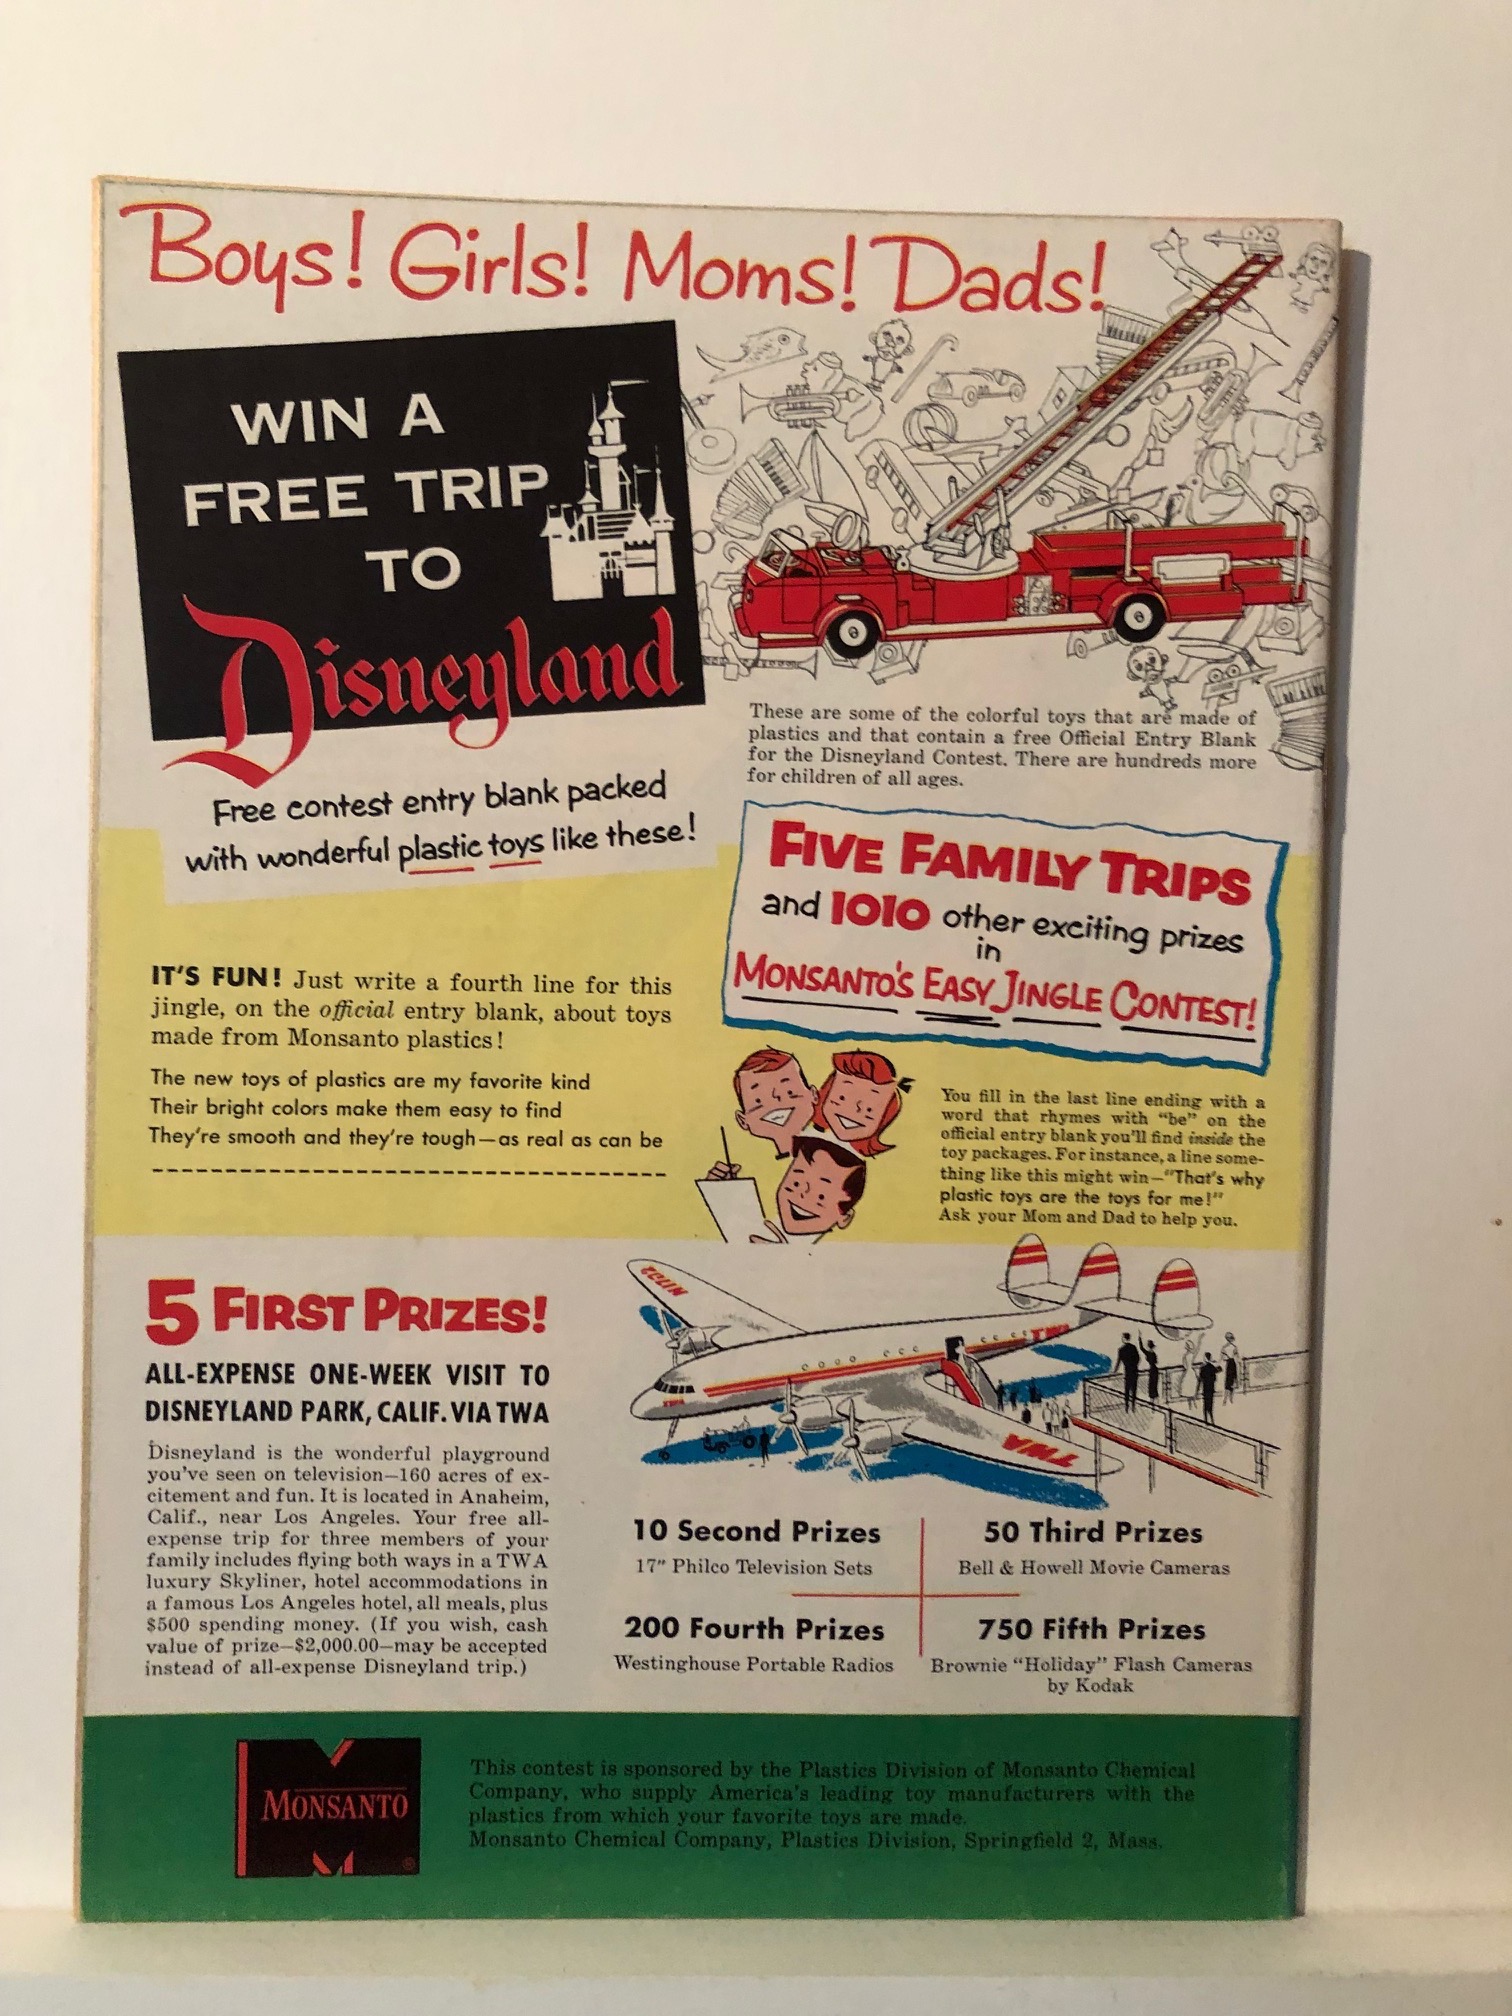 Boys! Girls! Moms! Dads!
WIN A
FREE TRIP
TO
Disneyland
Free contest entry blank packed
with wonderful plastic toys like these!
These are some of the colorful toys that are made of
plastics and that contain a free Official Entry Blank
for the Disneyland Contest. There are hundreds more
for children of all ages.
FIVE FAMILY TRIPS
and 1010 other exciting prizes
in
MONSANTO'S EASY JINGLE CONTEST!
IT'S FUN! Just write a fourth line for this
jingle, on the official entry blank, about toys
made from Monsanto plastics!
The new toys of plastics are my favorite kind
Their bright colors make them easy to find
They're smooth and they're tough—as real as can be
You fill in the last line ending with a
word that rhymes with "be" on the
official entry blank you'll find inside the
toy packages. For instance, a line some-
thing like this might win—"That's why
plastic toys are the toys for me!"
Ask your Mom and Dad to help you.
5 FIRST PRIZES!
ALL-EXPENSE ONE-WEEK VISIT TO
DISNEYLAND PARK, CALIF. VIA TWA
Disneyland is the wonderful playground
you've seen on television—160 acres of ex-
citement and fun. It is located in Anaheim,
Calif., near Los Angeles. Your free all-
expense trip for three members of your
family includes flying both ways in a TWA
luxury Skyliner, hotel accommodations in
a famous Los Angeles hotel, all meals, plus
$500 spending money. (If you wish, cash
value of prize—$2,000.00—may be accepted
instead of all-expense Disneyland trip.)
TWA
TWA
TWA
10 Second Prizes
17" Philco Television Sets
50 Third Prizes
Bell & Howell Movie Cameras
200 Fourth Prizes
Westinghouse Portable Radios
750 Fifth Prizes
Brownie "Holiday" Flash Cameras
by Kodak
MONSANTO
®
This contest is sponsored by the Plastics Division of Monsanto Chemical
Company, who supply America's leading toy manufacturers with the
plastics from which your favorite toys are made.
Monsanto Chemical Company, Plastics Division, Springfield 2, Mass.